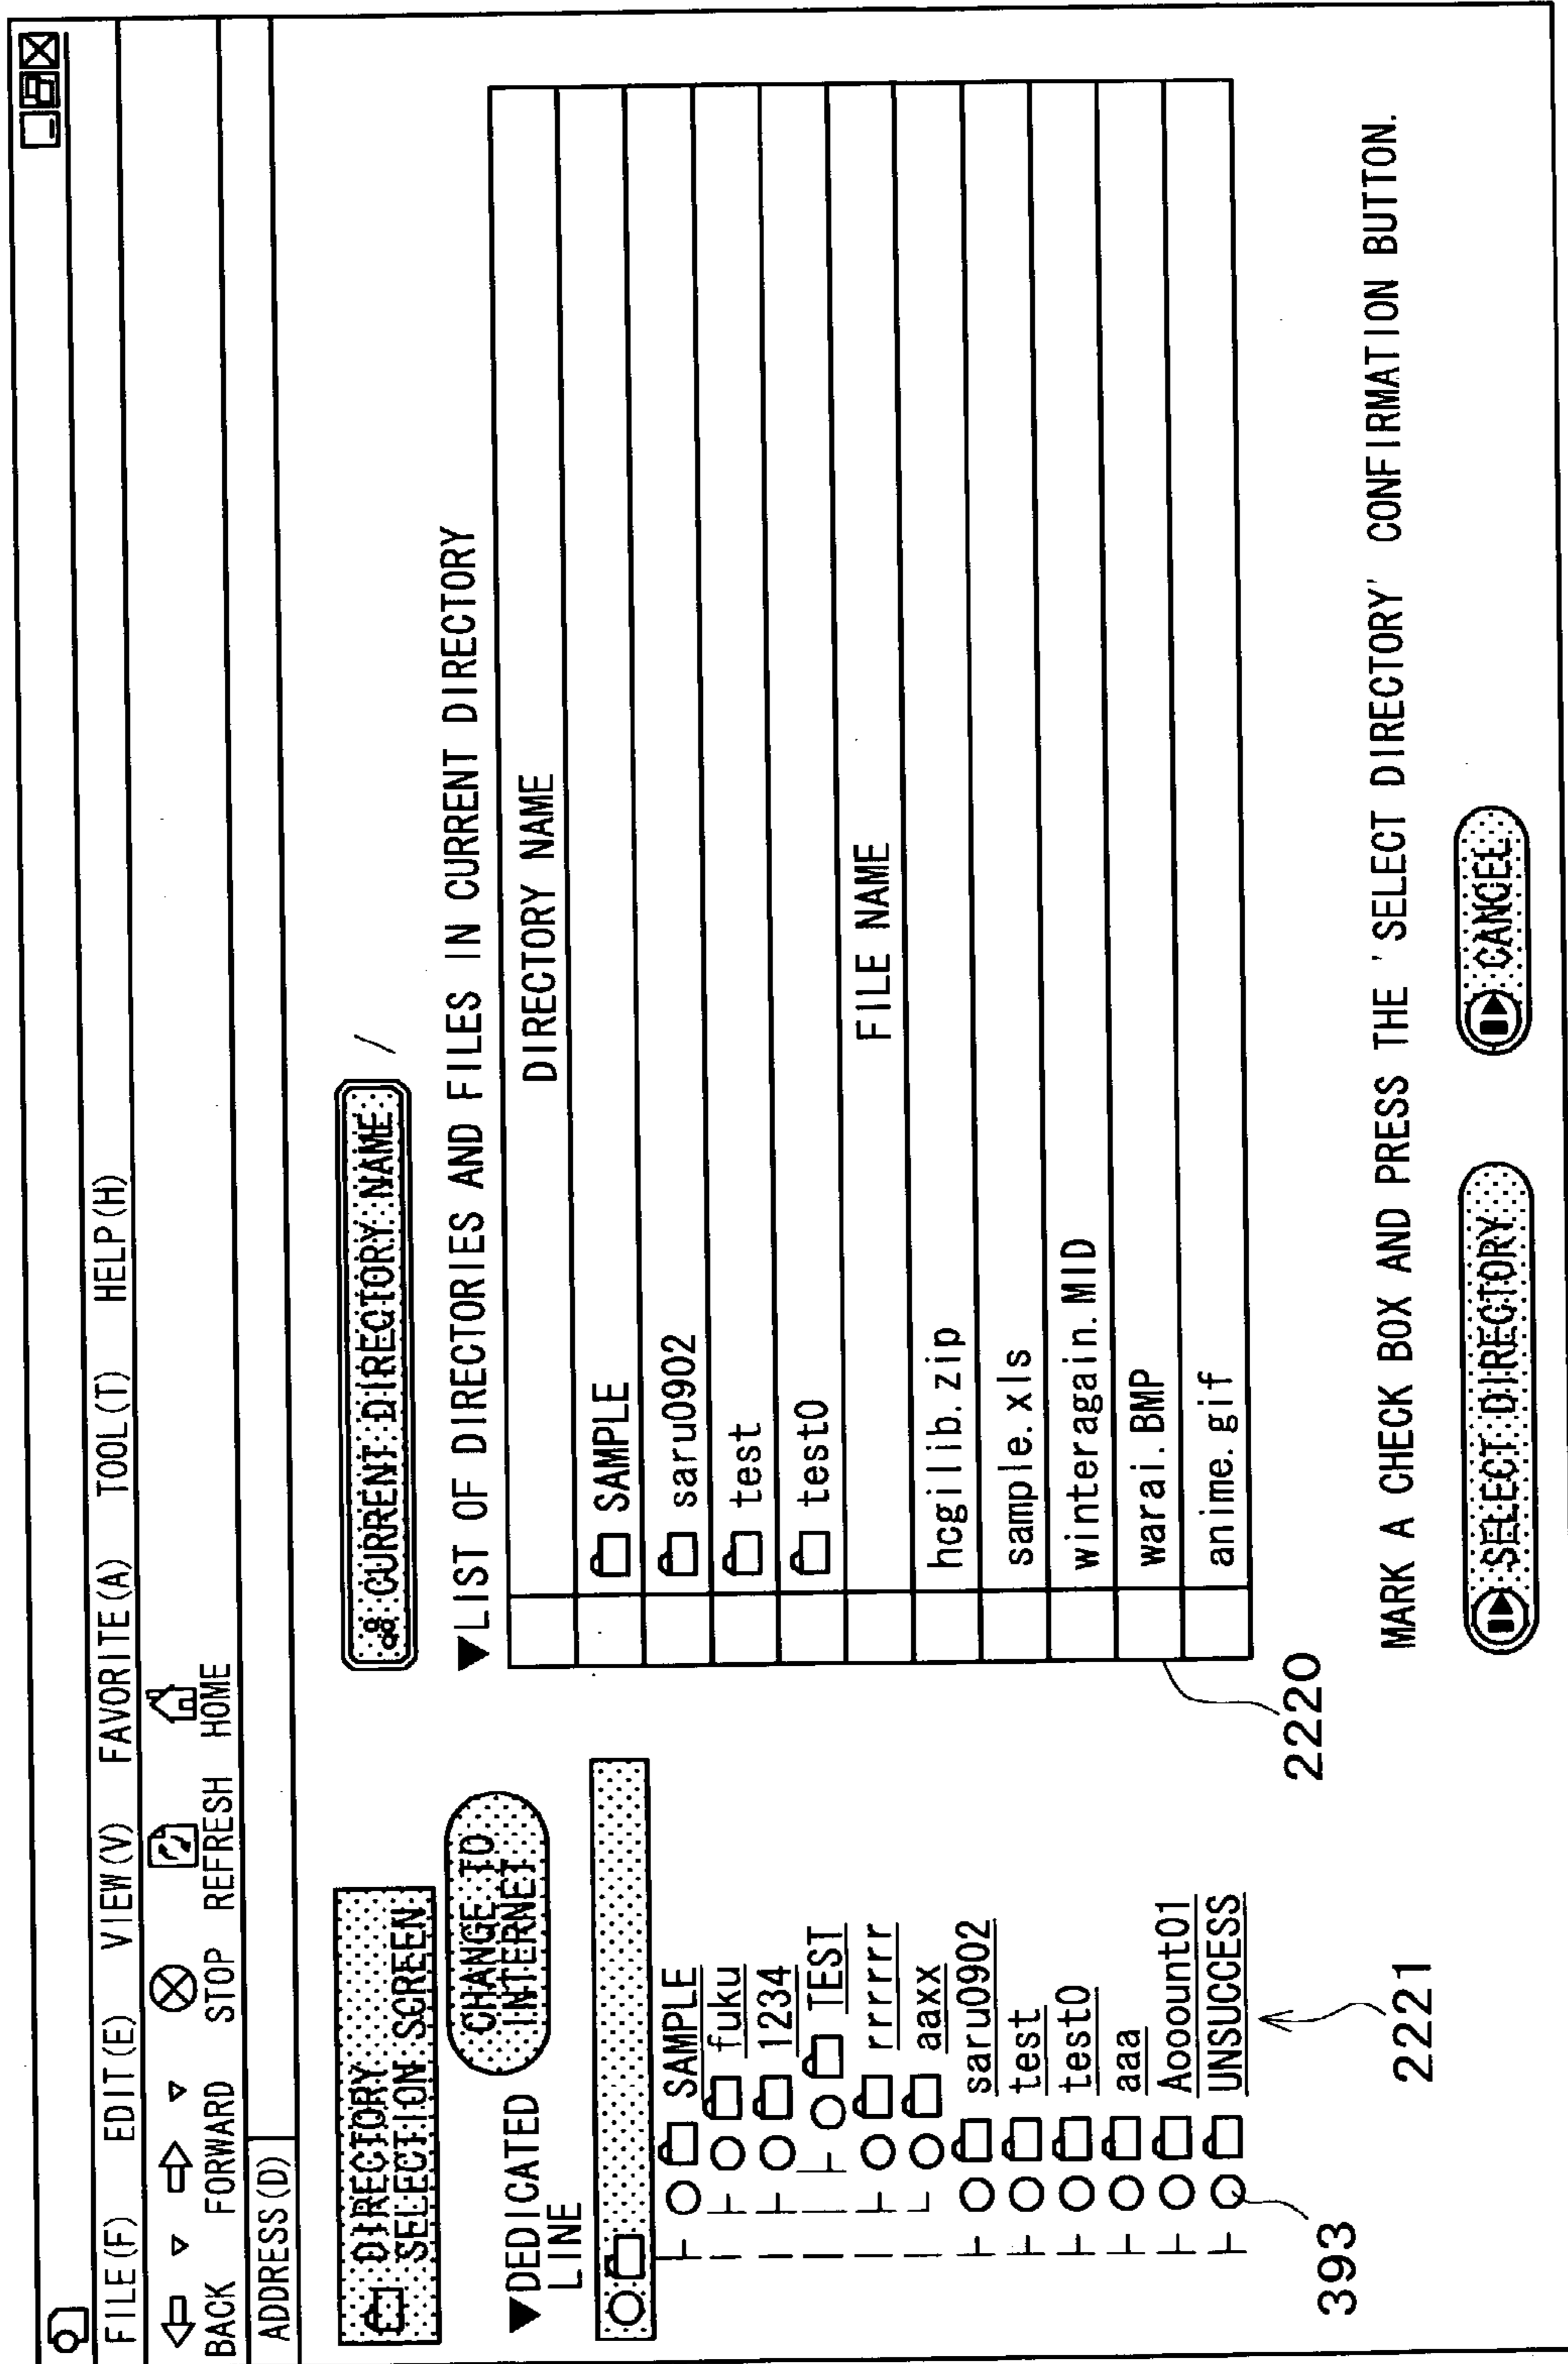 FILE(F) EDIT(E) VIEW(V) FAVORITE(A) TOOL(T) HELP(H)
BACK FORWARD STOP REFRESH HOME
ADDRESS(D)
DIRECTORY
SELECTION SCREEN
CHANGE TO
INTERNET
▼DEDICATED
LINE
SAMPLE
fuku
1234
TEST
rrrrrr
aaxx
saru0902
test
test0
aaa
Aooount01
UNSUCCESS
393
2221
CURRENT DIRECTORY NAME /
▼LIST OF DIRECTORIES AND FILES IN CURRENT DIRECTORY
DIRECTORY NAME
SAMPLE
saru0902
test
test0
FILE NAME
hcgillib.zip
sample.xls
winteragain.MID
warai.BMP
anime.gif
2220
MARK A CHECK BOX AND PRESS THE 'SELECT DIRECTORY' CONFIRMATION BUTTON.
SELECT DIRECTORY CANCEL